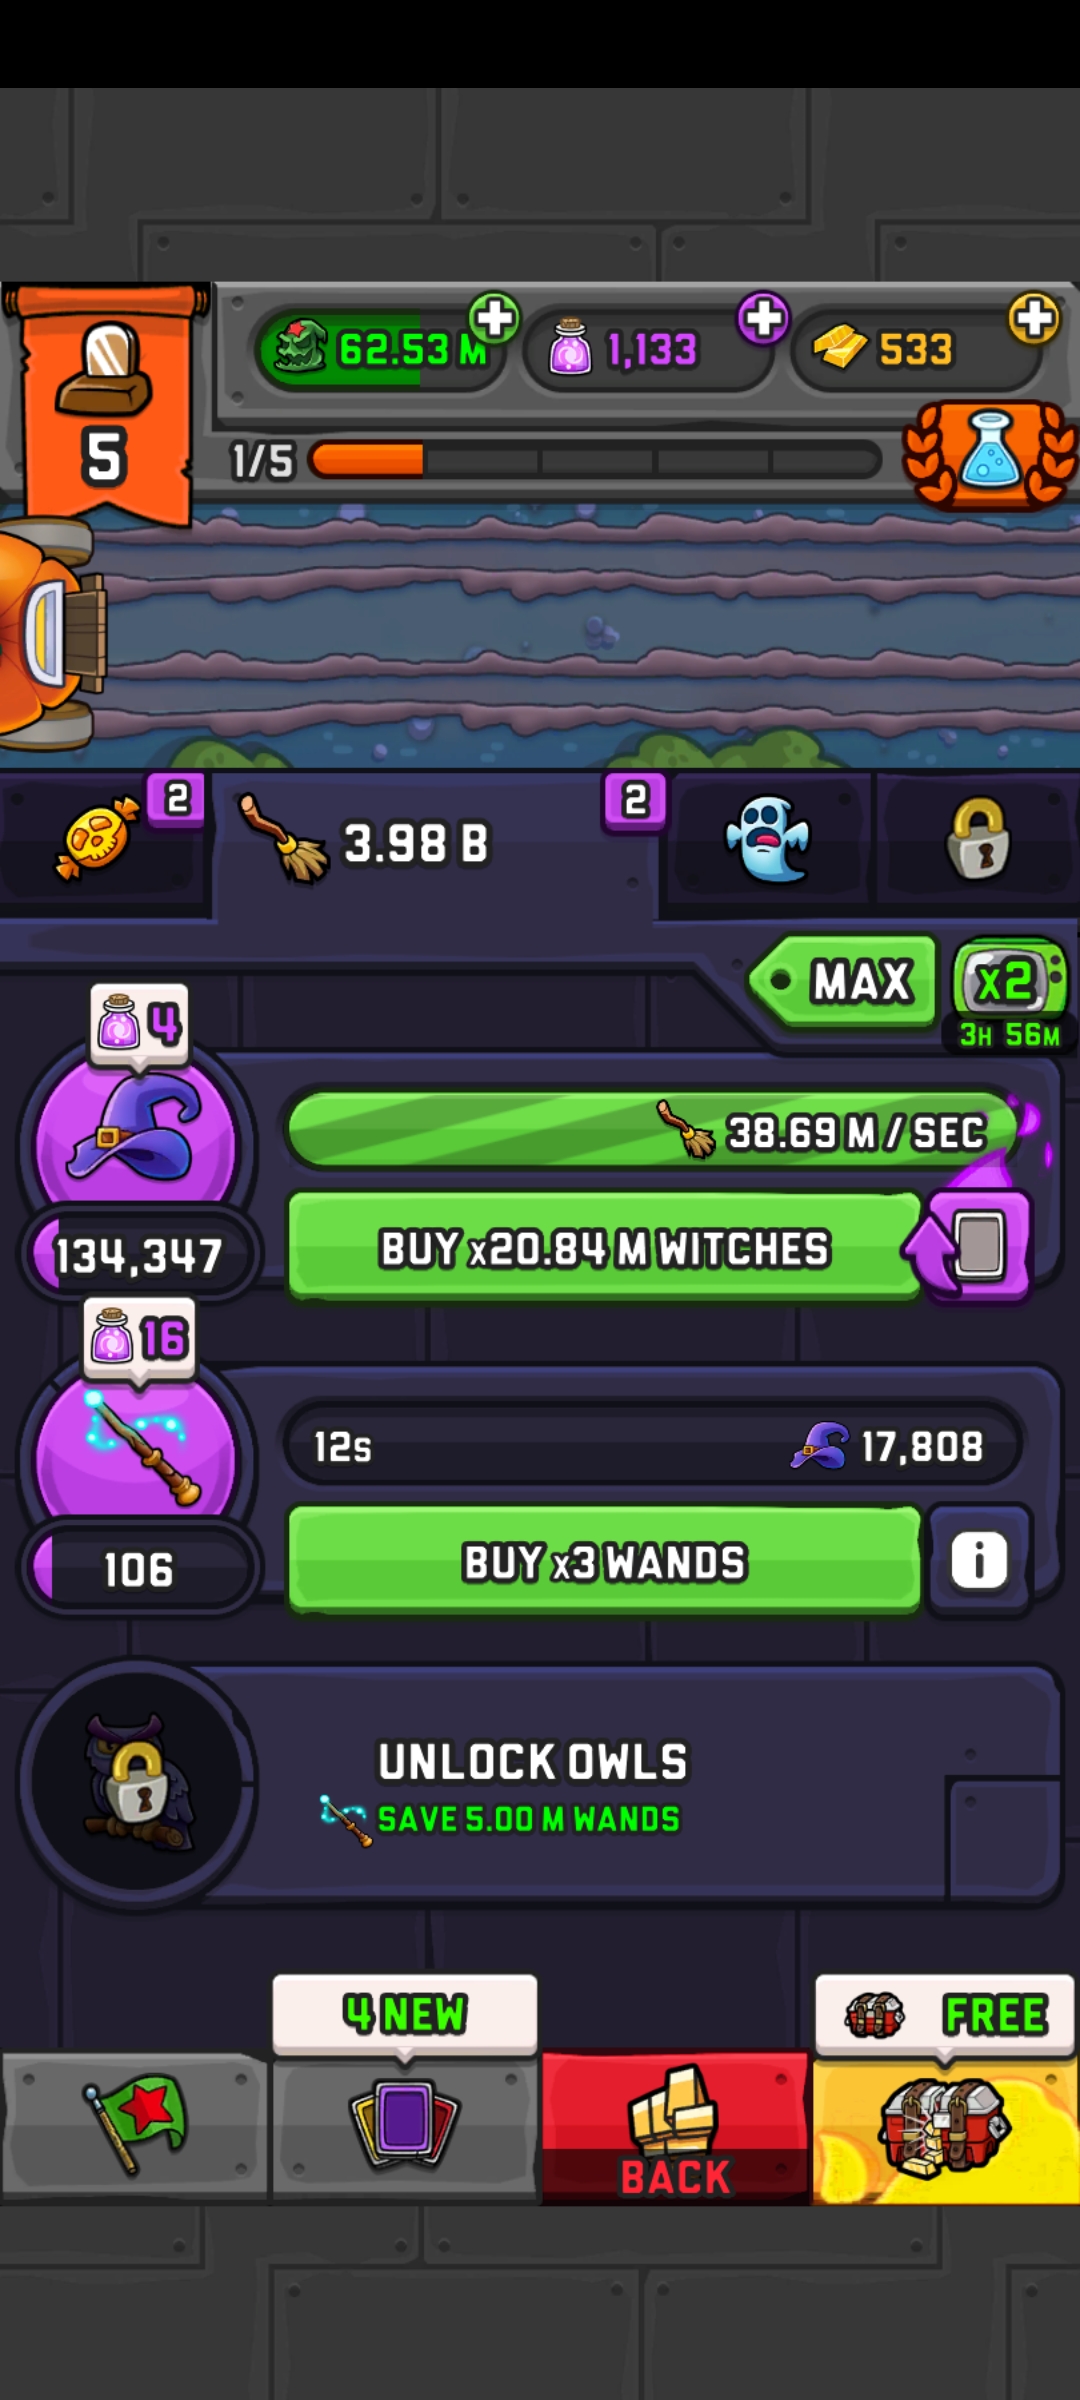 62.53 M
1,133
533
5
1/5
2
3.98 B
2
MAX
x2
3H 56M
4
38.69 M / SEC
134,347
BUY x20.84 M WITCHES
16
12s
17,808
106
BUY x3 WANDS
i
UNLOCK OWLS
SAVE 5.00 M WANDS
4 NEW
FREE
BACK